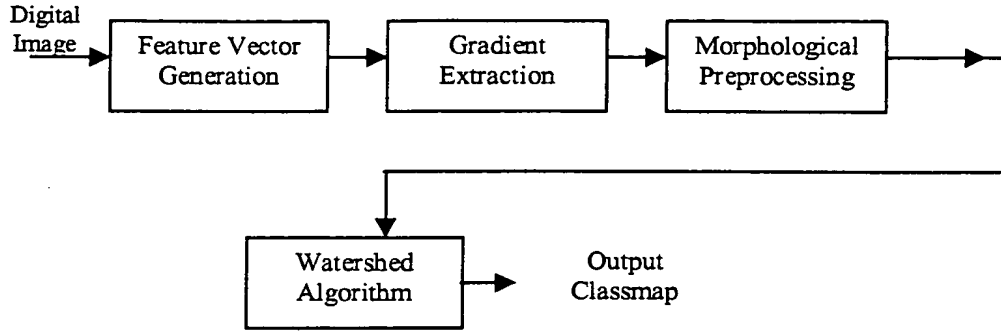 Digital
Image
Feature Vector
Generation
Gradient
Extraction
Morphological
Preprocessing
Watershed
Algorithm
Output
Classmap